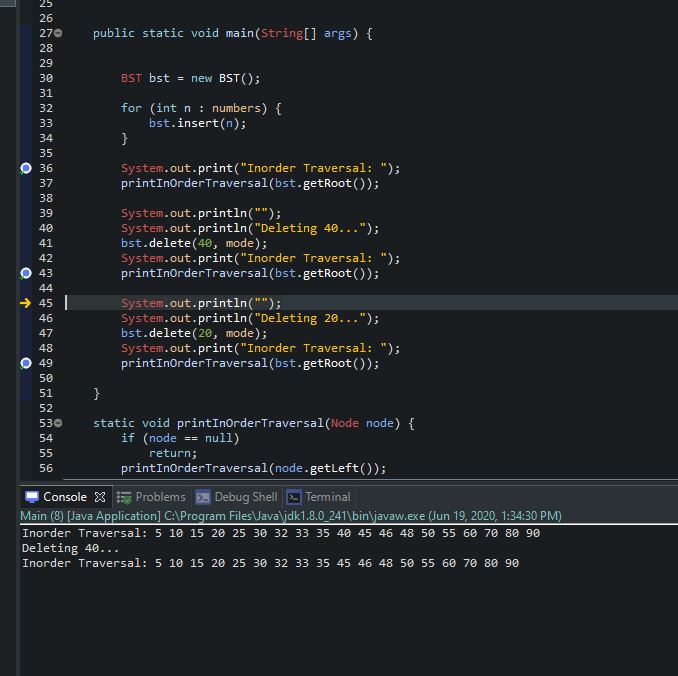 25
26
27 public static void main(String[] args) {
28
29
30 BST bst = new BST();
31
32 for (int n : numbers) {
33 bst.insert(n);
34 }
35
36 System.out.print("Inorder Traversal: ");
37 printInOrderTraversal(bst.getRoot());
38
39 System.out.println("");
40 System.out.println("Deleting 40...");
41 bst.delete(40, mode);
42 System.out.print("Inorder Traversal: ");
43 printInOrderTraversal(bst.getRoot());
44
45 System.out.println("");
46 System.out.println("Deleting 20...");
47 bst.delete(20, mode);
48 System.out.print("Inorder Traversal: ");
49 printInOrderTraversal(bst.getRoot());
50
51 }
52
53 static void printInOrderTraversal(Node node) {
54 if (node == null)
55 return;
56 printInOrderTraversal(node.getLeft());
Console Problems Debug Shell Terminal
Main (8) [Java Application] C:\Program Files\Java\jdk1.8.0_241\bin\javaw.exe (Jun 19, 2020, 1:34:30 PM)
Inorder Traversal: 5 10 15 20 25 30 32 33 35 40 45 46 48 50 55 60 70 80 90
Deleting 40...
Inorder Traversal: 5 10 15 20 25 30 32 33 35 45 46 48 50 55 60 70 80 90